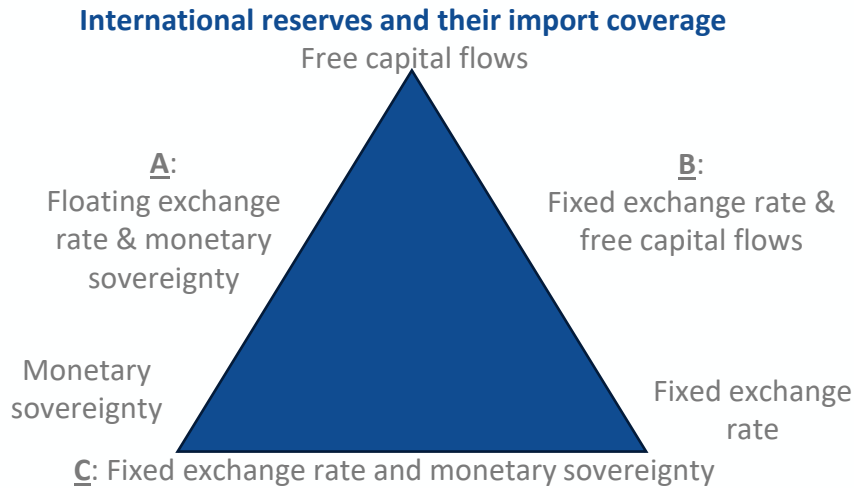 International reserves and their import coverage
Free capital flows
A:
Floating exchange
rate & monetary
sovereignty
B:
Fixed exchange rate &
free capital flows
Monetary
sovereignty
Fixed exchange
rate
C: Fixed exchange rate and monetary sovereignty